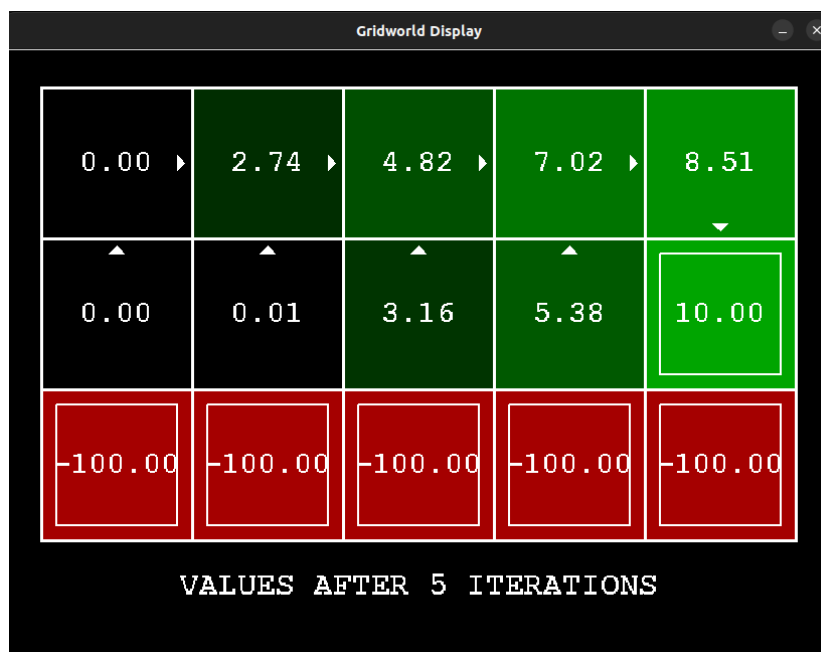 Gridworld Display
0.00 2.74 4.82 7.02 8.51
0.00 0.01 3.16 5.38 10.00
-100.00 -100.00 -100.00 -100.00 -100.00
VALUES AFTER 5 ITERATIONS